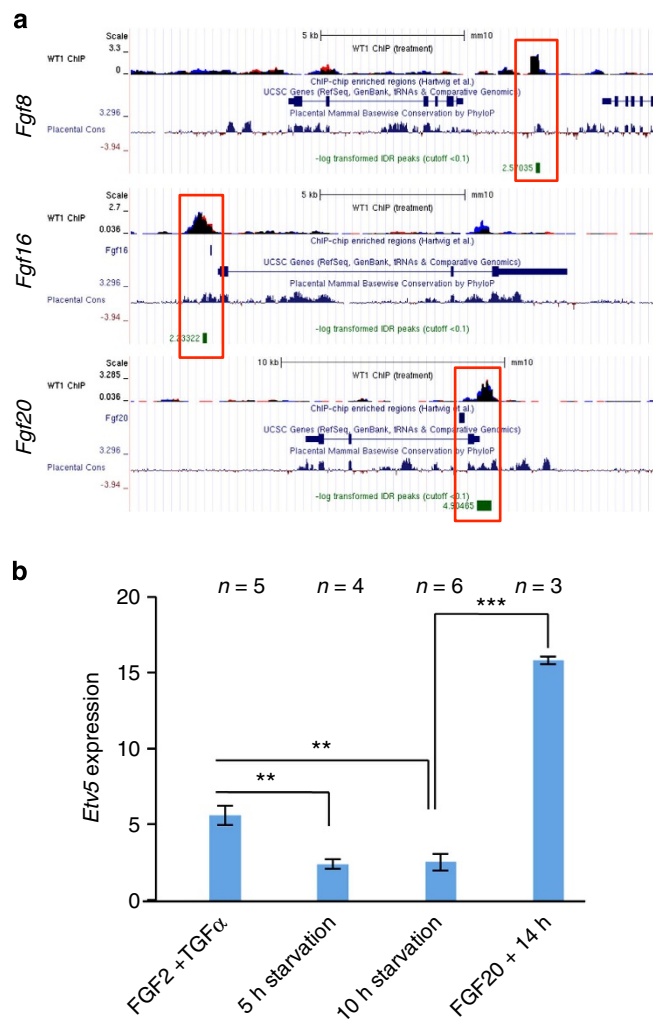 a
Fgf8
Scale
5 kb
mm10
3.3
WT1 ChIP (treatment)
WT1 ChIP
0
ChIP-chip enriched regions (Hartwig et al.)
UCSC Genes (RefSeq, GenBank, tRNAs & Comparative Genomics)
3.296
Placental Mammal Basewise Conservation by PhyloP
Placental Cons
-3.94
-log transformed IDR peaks (cutoff <0.1)
2.57035
Fgf16
Scale
5 kb
mm10
2.7
WT1 ChIP (treatment)
WT1 ChIP
0.036
ChIP-chip enriched regions (Hartwig et al.)
Fgf16
UCSC Genes (RefSeq, GenBank, tRNAs & Comparative Genomics)
3.296
Placental Mammal Basewise Conservation by PhyloP
Placental Cons
-3.94
-log transformed IDR peaks (cutoff <0.1)
2.23322
Fgf20
Scale
10 kb
mm10
3.285
WT1 ChIP (treatment)
WT1 ChIP
0.036
ChIP-chip enriched regions (Hartwig et al.)
Fgf20
UCSC Genes (RefSeq, GenBank, tRNAs & Comparative Genomics)
3.296
Placental Mammal Basewise Conservation by PhyloP
Placental Cons
-3.94
-log transformed IDR peaks (cutoff <0.1)
4.90465
b
n = 5
n = 4
n = 6
n = 3
***
**
**
Etv5 expression
20
15
10
5
0
FGF2 +TGFα
5 h starvation
10 h starvation
FGF20 + 14 h